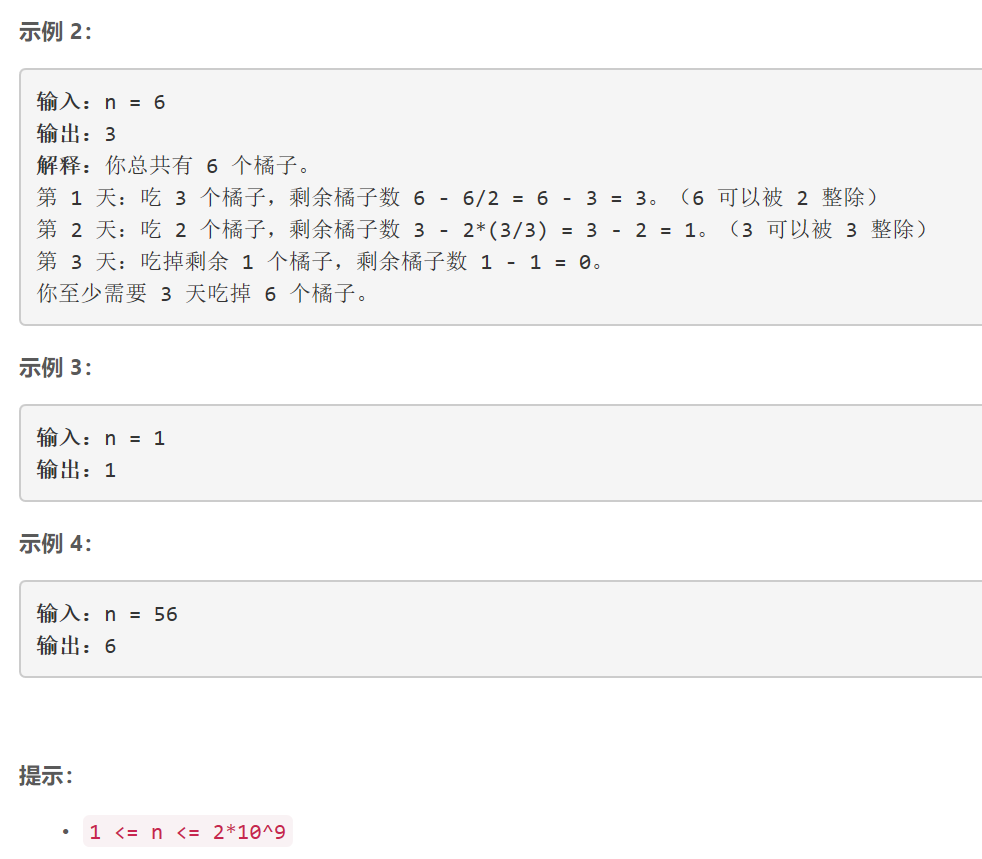 示例 2：
输入：n = 6
输出：3
解释：你总共有 6 个橘子。
第 1 天：吃 3 个橘子，剩余橘子数 6 - 6/2 = 6 - 3 = 3。（6 可以被 2 整除）
第 2 天：吃 2 个橘子，剩余橘子数 3 - 2*(3/3) = 3 - 2 = 1。（3 可以被 3 整除）
第 3 天：吃掉剩余 1 个橘子，剩余橘子数 1 - 1 = 0。
你至少需要 3 天吃掉 6 个橘子。
示例 3：
输入：n = 1
输出：1
示例 4：
输入：n = 56
输出：6
提示：
• 1 <= n <= 2*10^9